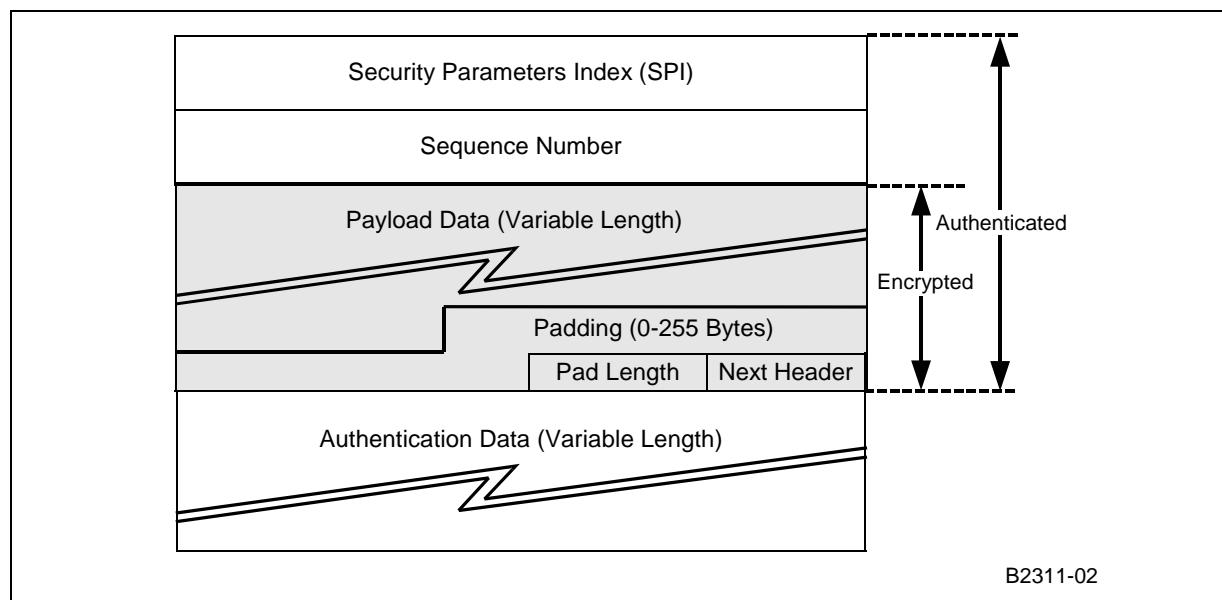 Security Parameters Index (SPI)
Sequence Number
Payload Data (Variable Length)
Authenticated
Encrypted
Padding (0-255 Bytes)
Pad Length
Next Header
Authentication Data (Variable Length)
B2311-02